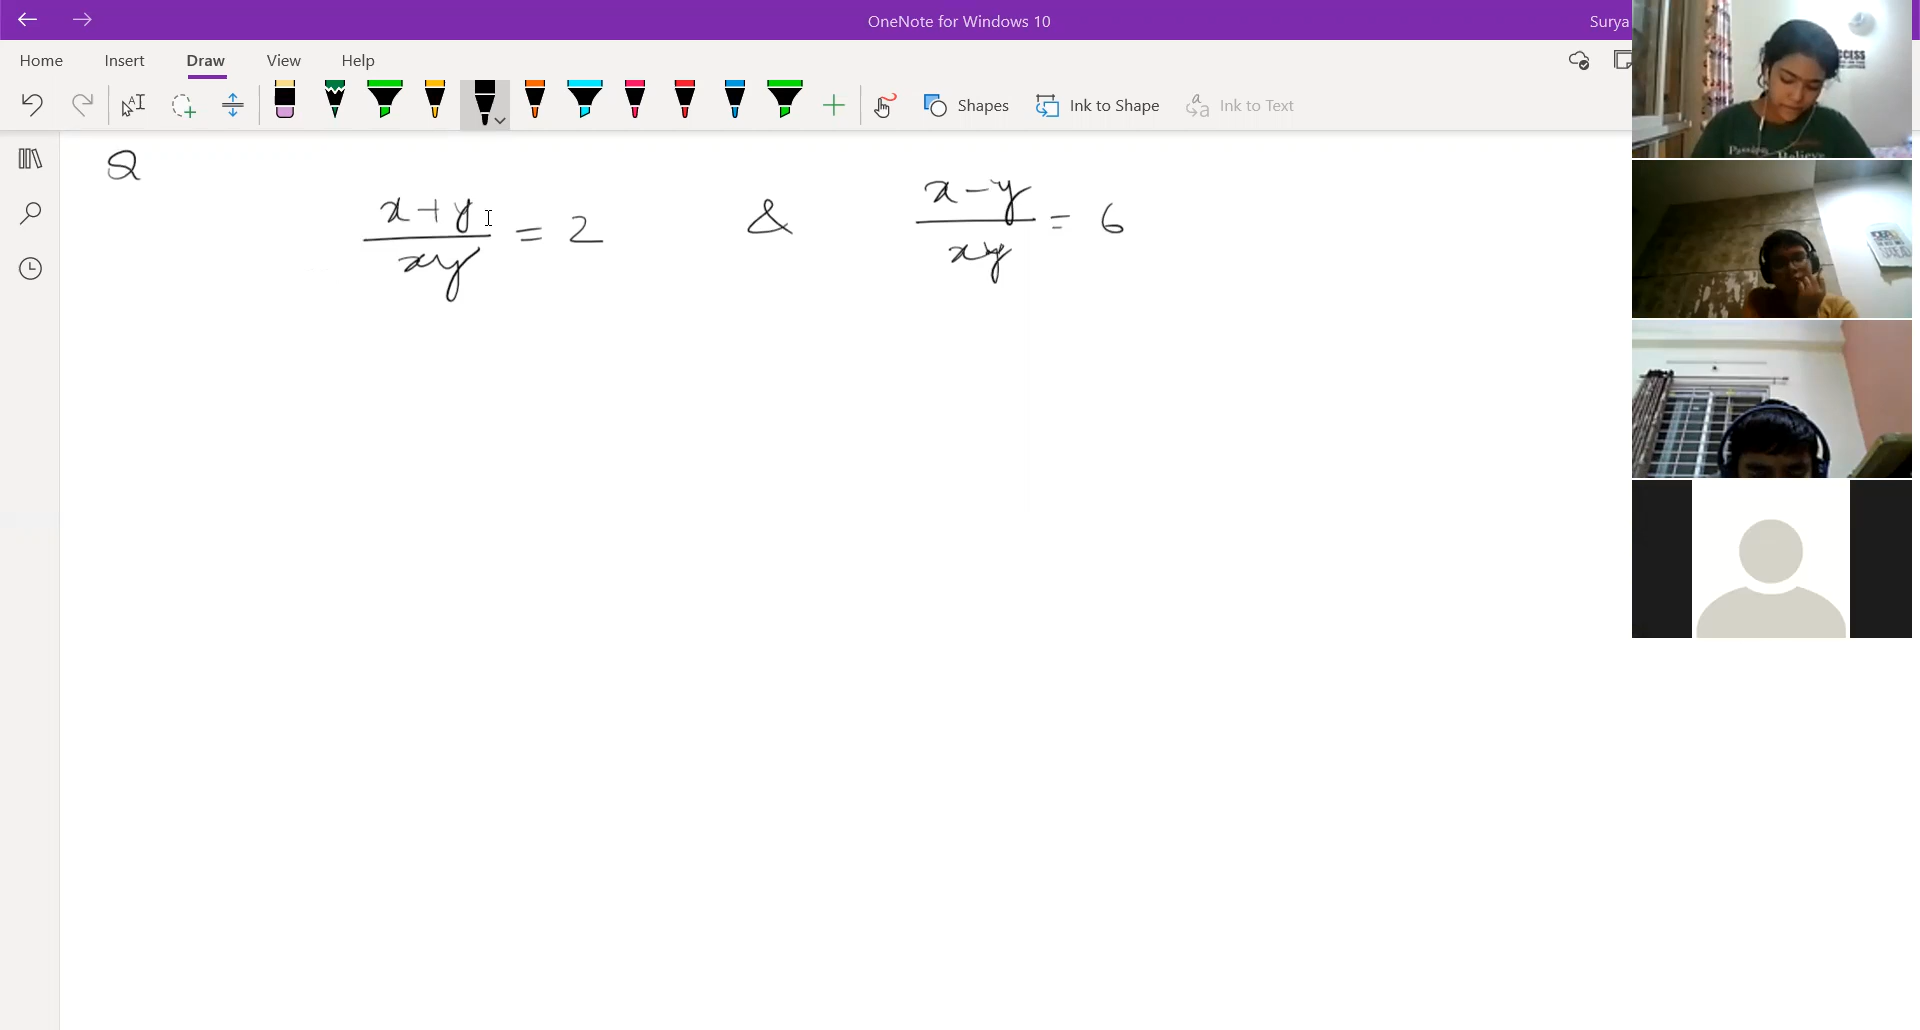 OneNote for Windows 10
Surya
Home Insert Draw View Help
Shapes Ink to Shape Ink to Text
Q
x+y/xy = 2 & x-y/xy = 6